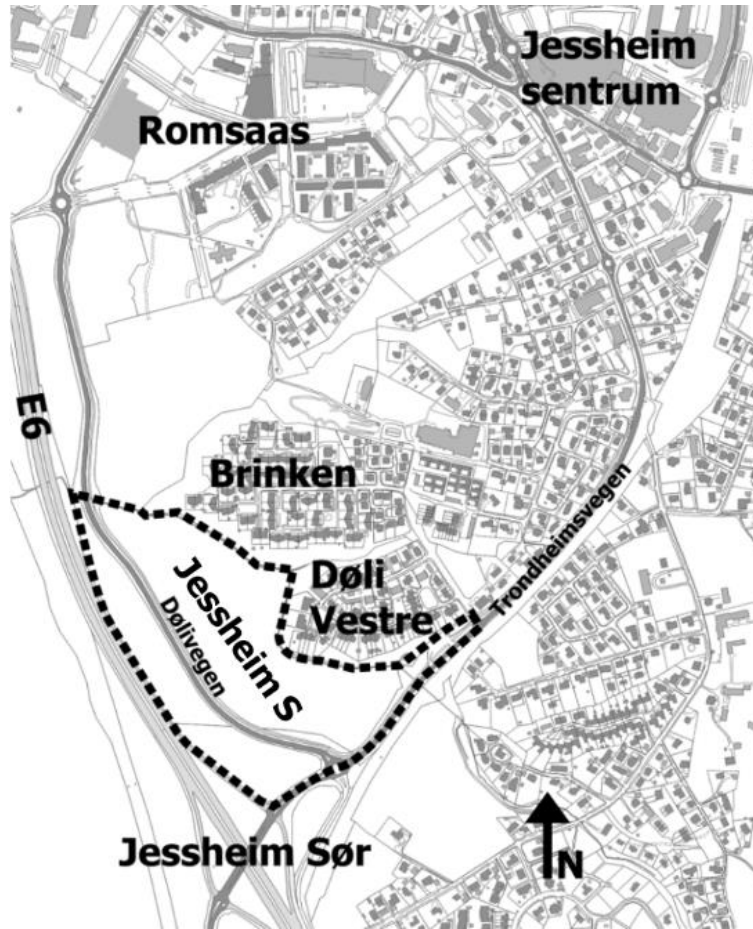 Jessheim
sentrum
Romsaas
E6
Brinken
Trondheimsvegen
Døli
Vestre
Jessheim S
Dølivegen
Jessheim Sør
N